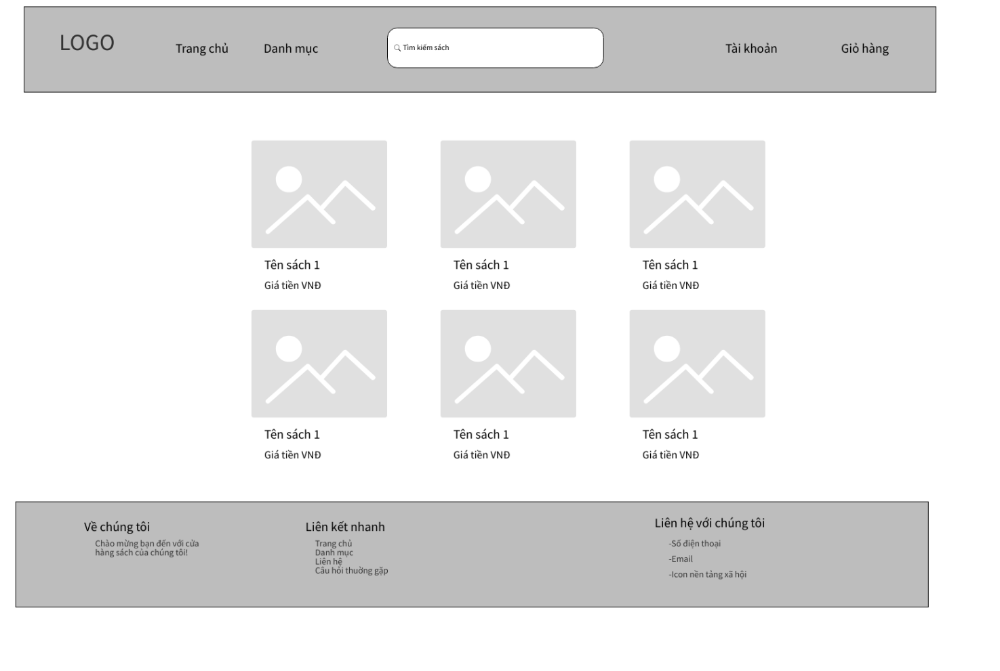 LOGO
Trang chủ
Danh mục
Tìm kiếm sách
Tài khoản
Giỏ hàng
Tên sách 1
Tên sách 1
Tên sách 1
Giá tiền VNĐ
Giá tiền VNĐ
Giá tiền VNĐ
Tên sách 1
Tên sách 1
Tên sách 1
Giá tiền VNĐ
Giá tiền VNĐ
Giá tiền VNĐ
Về chúng tôi
Chào mừng bạn đến với cửa
hàng sách của chúng tôi!
Liên kết nhanh
Trang chủ
Danh mục
Liên hệ
Câu hỏi thường gặp
Liên hệ với chúng tôi
-Số điện thoại
-Email
-Icon nền tảng xã hội